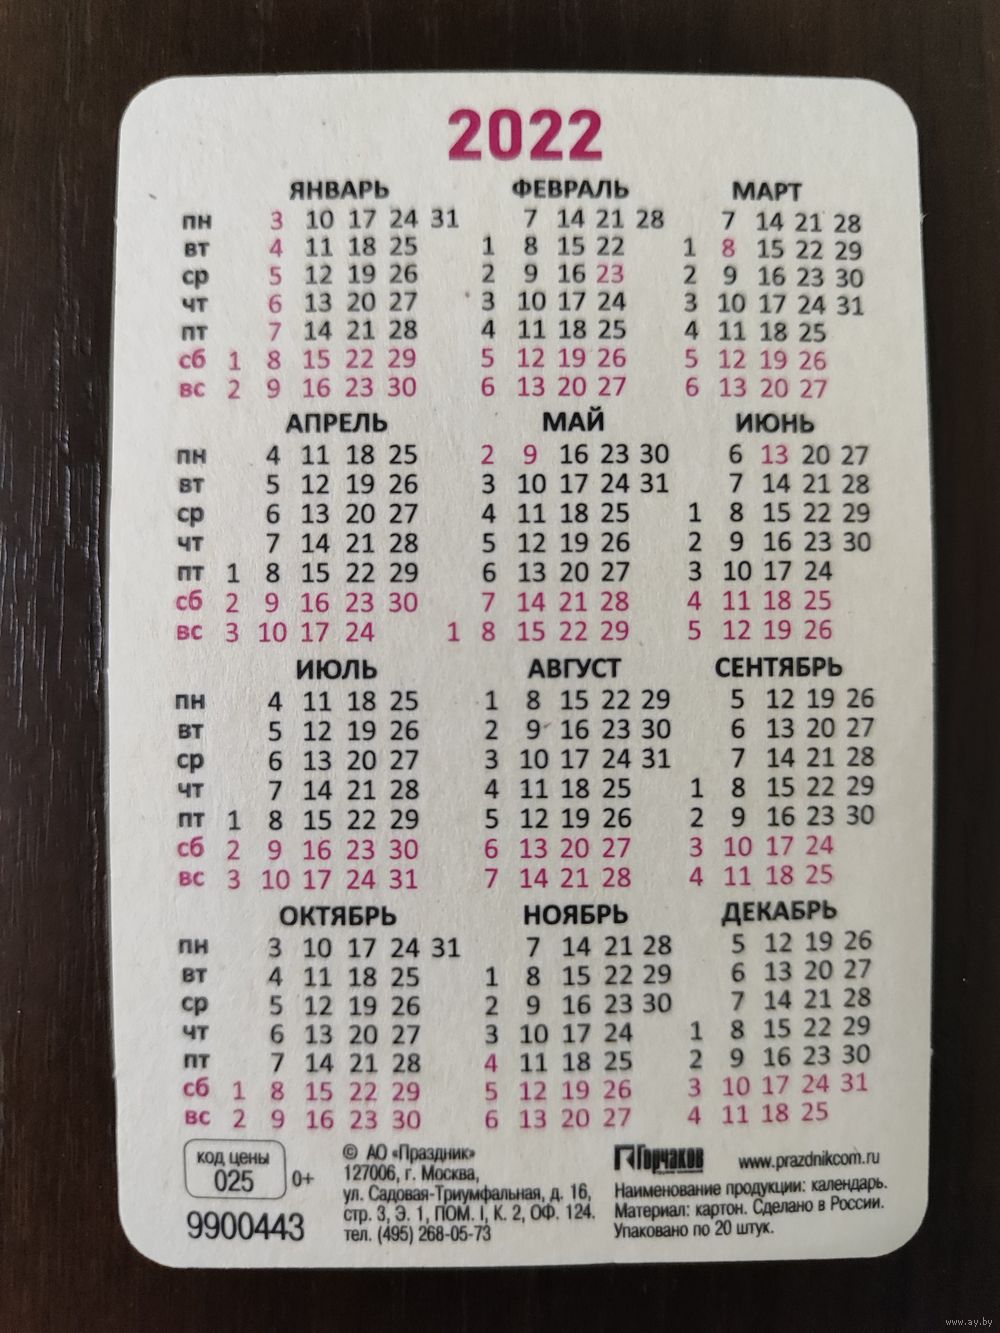 2022
ЯНВАРЬ ФЕВРАЛЬ МАРТ
пн 3 10 17 24 31 7 14 21 28 7 14 21 28
вт 4 11 18 25 1 8 15 22 1 8 15 22 29
ср 5 12 19 26 2 9 16 23 2 9 16 23 30
чт 6 13 20 27 3 10 17 24 3 10 17 24 31
пт 7 14 21 28 4 11 18 25 4 11 18 25
сб 1 8 15 22 29 5 12 19 26 5 12 19 26
вс 2 9 16 23 30 6 13 20 27 6 13 20 27
АПРЕЛЬ МАЙ ИЮНЬ
пн 4 11 18 25 2 9 16 23 30 6 13 20 27
вт 5 12 19 26 3 10 17 24 31 7 14 21 28
ср 6 13 20 27 4 11 18 25 1 8 15 22 29
чт 7 14 21 28 5 12 19 26 2 9 16 23 30
пт 1 8 15 22 29 6 13 20 27 3 10 17 24
сб 2 9 16 23 30 7 14 21 28 4 11 18 25
вс 3 10 17 24 1 8 15 22 29 5 12 19 26
ИЮЛЬ АВГУСТ СЕНТЯБРЬ
пн 4 11 18 25 1 8 15 22 29 5 12 19 26
вт 5 12 19 26 2 9 16 23 30 6 13 20 27
ср 6 13 20 27 3 10 17 24 31 7 14 21 28
чт 7 14 21 28 4 11 18 25 1 8 15 22 29
пт 1 8 15 22 29 5 12 19 26 2 9 16 23 30
сб 2 9 16 23 30 6 13 20 27 3 10 17 24
вс 3 10 17 24 31 7 14 21 28 4 11 18 25
ОКТЯБРЬ НОЯБРЬ ДЕКАБРЬ
пн 3 10 17 24 31 7 14 21 28 5 12 19 26
вт 4 11 18 25 1 8 15 22 29 6 13 20 27
ср 5 12 19 26 2 9 16 23 30 7 14 21 28
чт 6 13 20 27 3 10 17 24 1 8 15 22 29
пт 7 14 21 28 4 11 18 25 2 9 16 23 30
сб 1 8 15 22 29 5 12 19 26 3 10 17 24 31
вс 2 9 16 23 30 6 13 20 27 4 11 18 25
код цены
025 0+
9900443
© АО «Праздник»
127006, г. Москва,
ул. Садовая-Триумфальная, д. 16,
стр. 3, Э. 1, ПОМ. I, К. 2, ОФ. 124.
тел. (495) 268-05-73
Горчаков www.prazdnikcom.ru
Наименование продукции: календарь.
Материал: картон. Сделано в России.
Упаковано по 20 штук.
www.ay.by